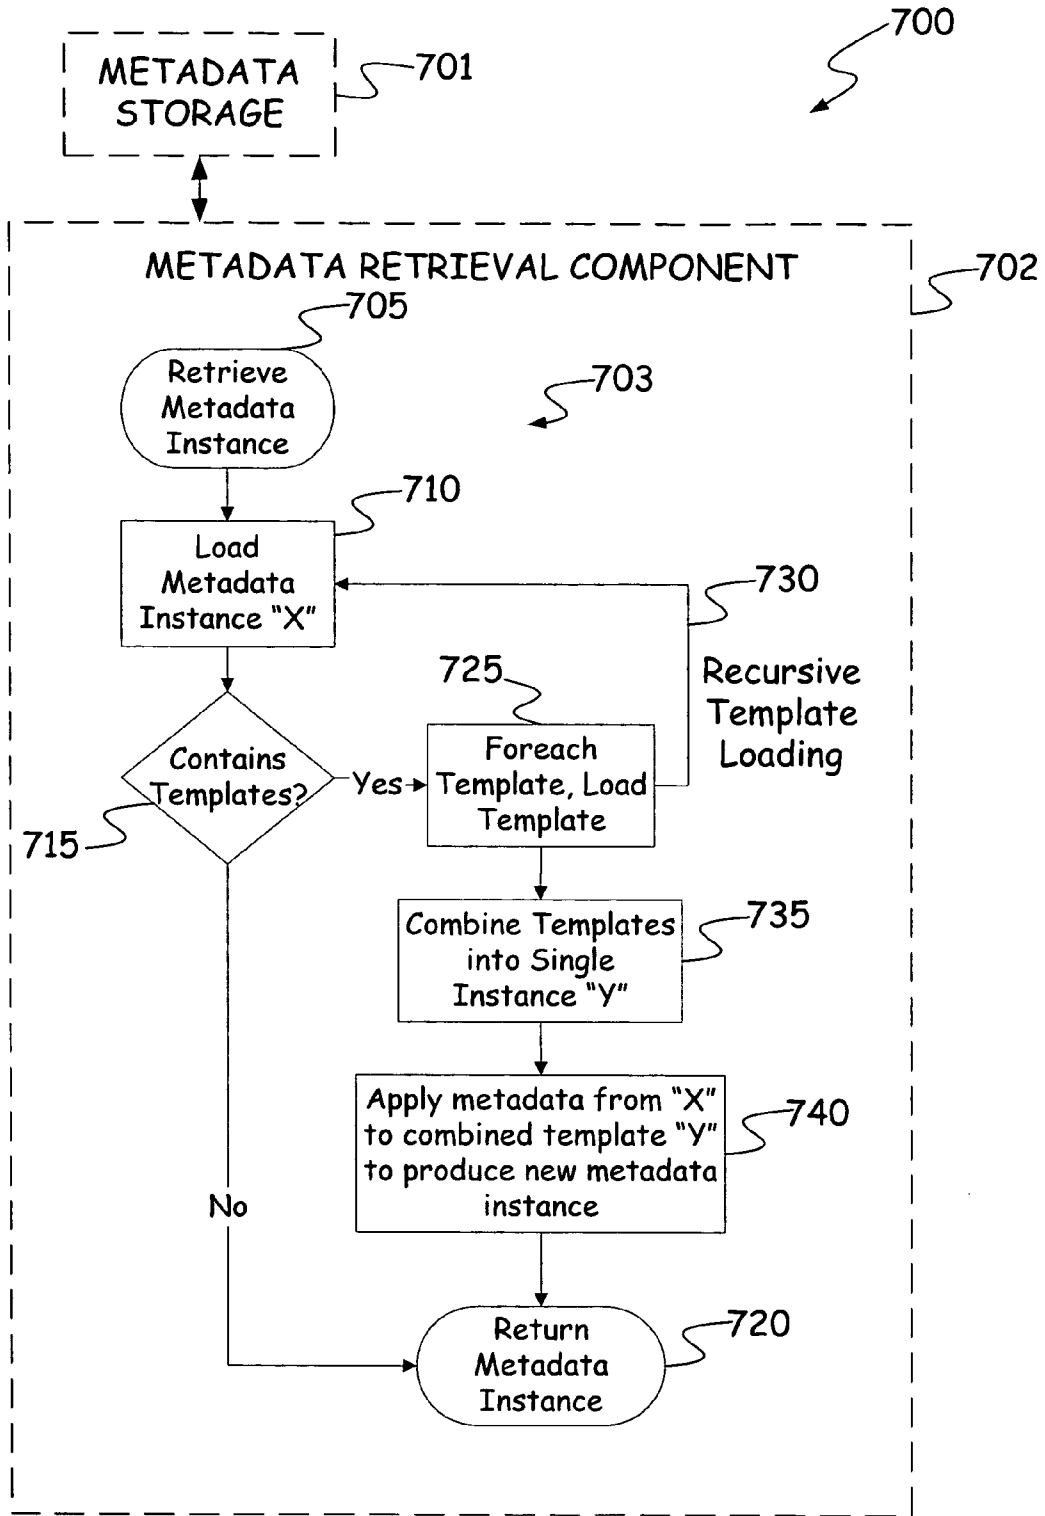 700
METADATA
STORAGE
701
METADATA RETRIEVAL COMPONENT
702
705
Retrieve
Metadata
Instance
703
710
Load
Metadata
Instance "X"
730
Recursive
Template
Loading
725
Foreach
Template, Load
Template
Contains
Templates?
Yes
715
Combine Templates
into Single
Instance "Y"
735
Apply metadata from "X"
to combined template "Y"
to produce new metadata
instance
740
No
Return
Metadata
Instance
720